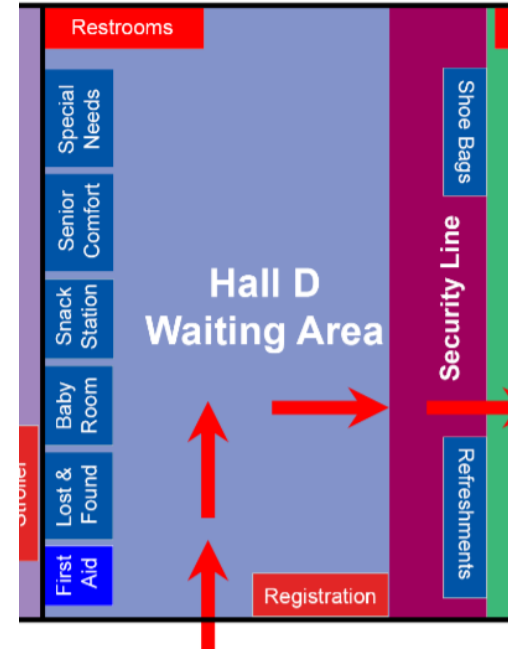 Restrooms
Special
Needs
Senior
Comfort
Snack
Station
Baby
Room
Lost &
Found
First
Aid
Hall D
Waiting Area
Registration
Shoe Bags
Security Line
Refreshments